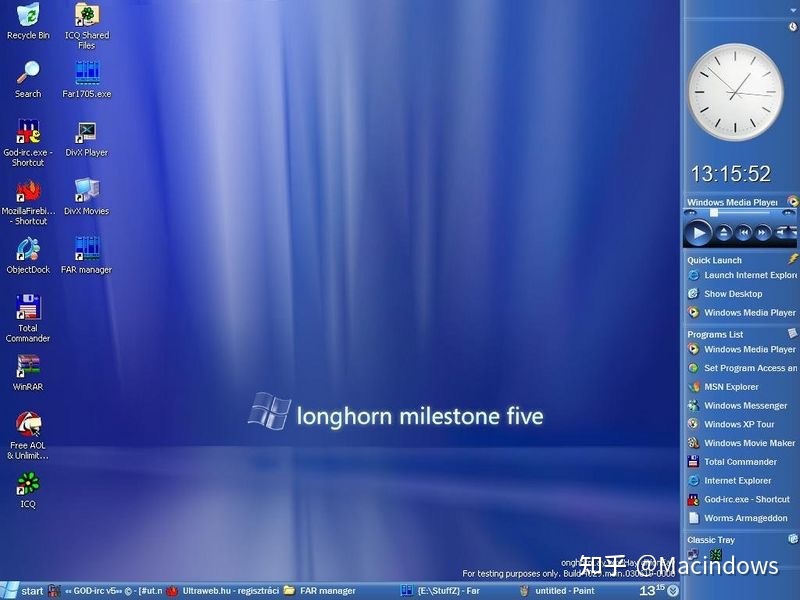 Recycle Bin
ICQ Shared
Files
Search
Far1705.exe
God-irc.exe -
Shortcut
DivX Player
MozillaFirebi...
- Shortcut
DivX Movies
ObjectDock
FAR manager
Total
Commander
WinRAR
Free AOL
& Unlimit...
ICQ
longhorn milestone five
13:15:52
Windows Media Player
Quick Launch
Launch Internet Explore
Show Desktop
Windows Media Player
Programs List
Windows Media Player
Set Program Access an
MSN Explorer
Windows Messenger
Windows XP Tour
Windows Movie Maker
Total Commander
Internet Explorer
God-irc.exe - Shortcut
Worms Armageddon
Classic Tray
For testing purposes only. Build
知乎 @Macindows
start
«« GOD-irc v5»» © - [#ut.n
Ultraweb.hu - regisztráci
FAR manager
{E:\StuffZ} - Far
untitled - Paint
13 15